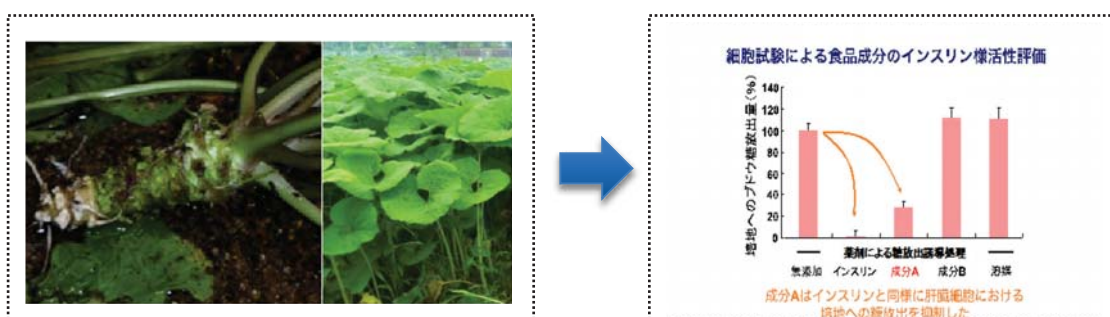 細胞試験による食品成分のインスリン様活性評価
培地へのブドウ糖放出量(%)
140
120
100
80
60
40
20
0
薬剤による糖放出誘導処理
無添加 インスリン 成分A 成分B 溶媒
成分Aはインスリンと同様に肝臓細胞における
培地への糖放出を抑制した